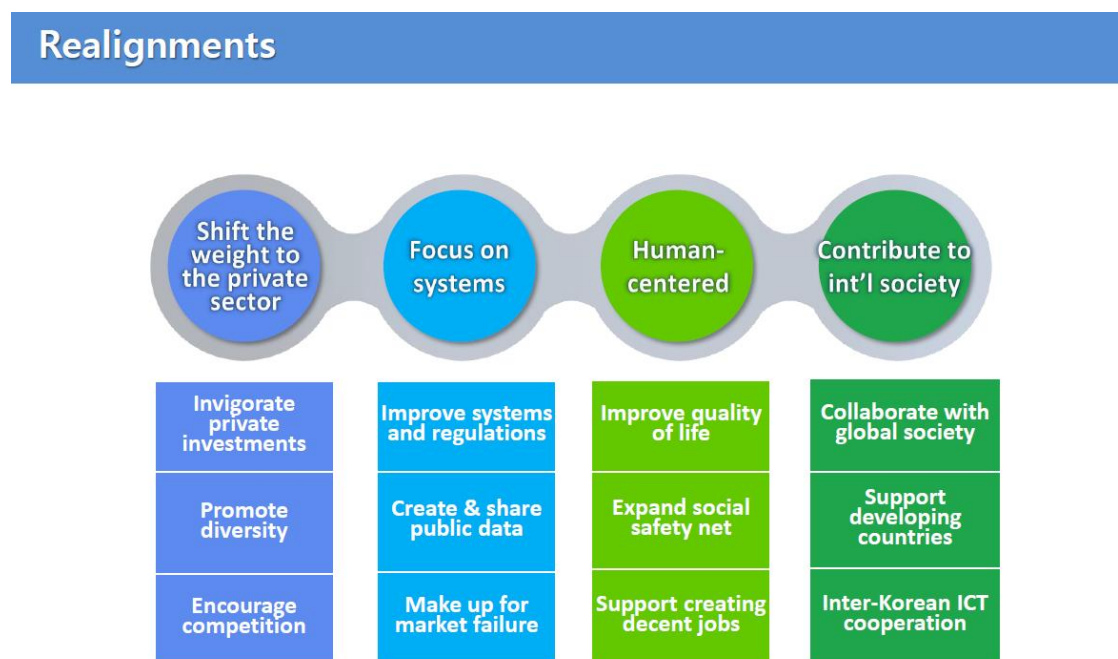 Realignments
Shift the
weight to
the private
sector
Focus on
systems
Human-
centered
Contribute to
int'l society
Invigorate
private
investments
Promote
diversity
Encourage
competition
Improve systems
and regulations
Create & share
public data
Make up for
market failure
Improve quality
of life
Expand social
safety net
Support creating
decent jobs
Collaborate with
global society
Support
developing
countries
Inter-Korean ICT
cooperation